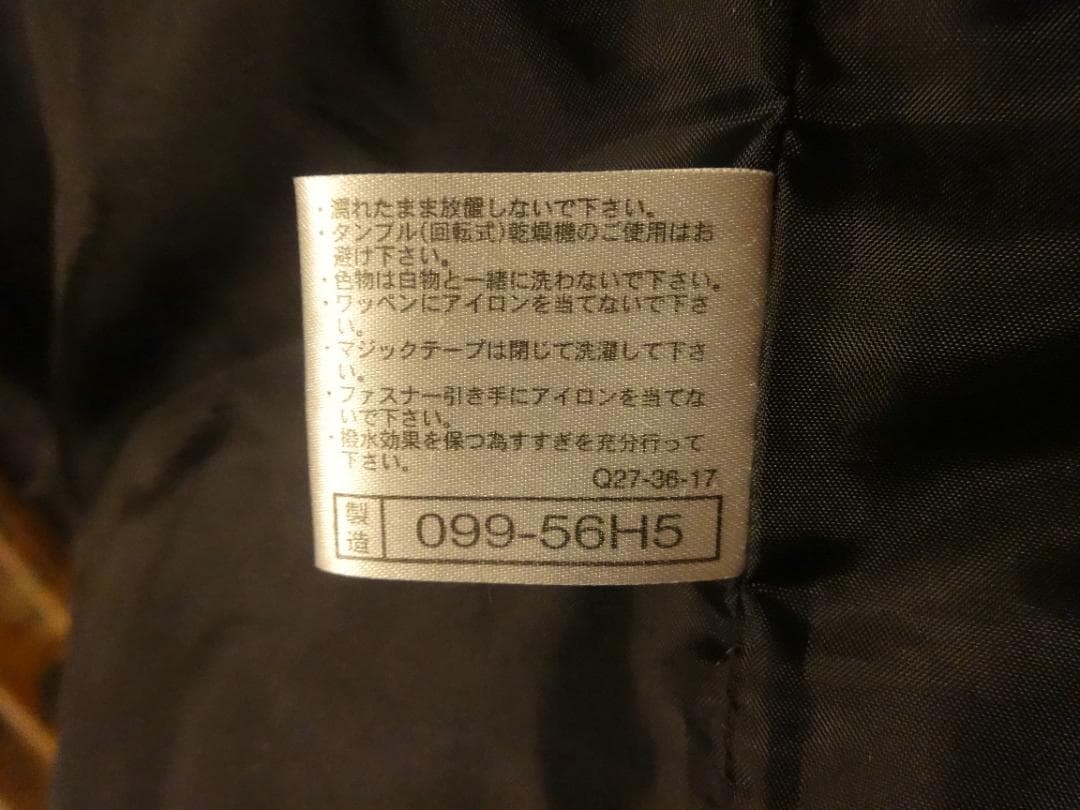 ・濡れたまま放置しないで下さい。
・タンブル(回転式)乾燥機のご使用はお
避け下さい。
・色物は白物と一緒に洗わないで下さい。
・ワッペンにアイロンを当てないで下さ
い。
・マジックテープは閉じて洗濯して下さ
い。
・ファスナー引き手にアイロンを当てな
いで下さい。
・撥水効果を保つ為すすぎを充分行って
下さい。
Q27-36-17
製造 099-56H5